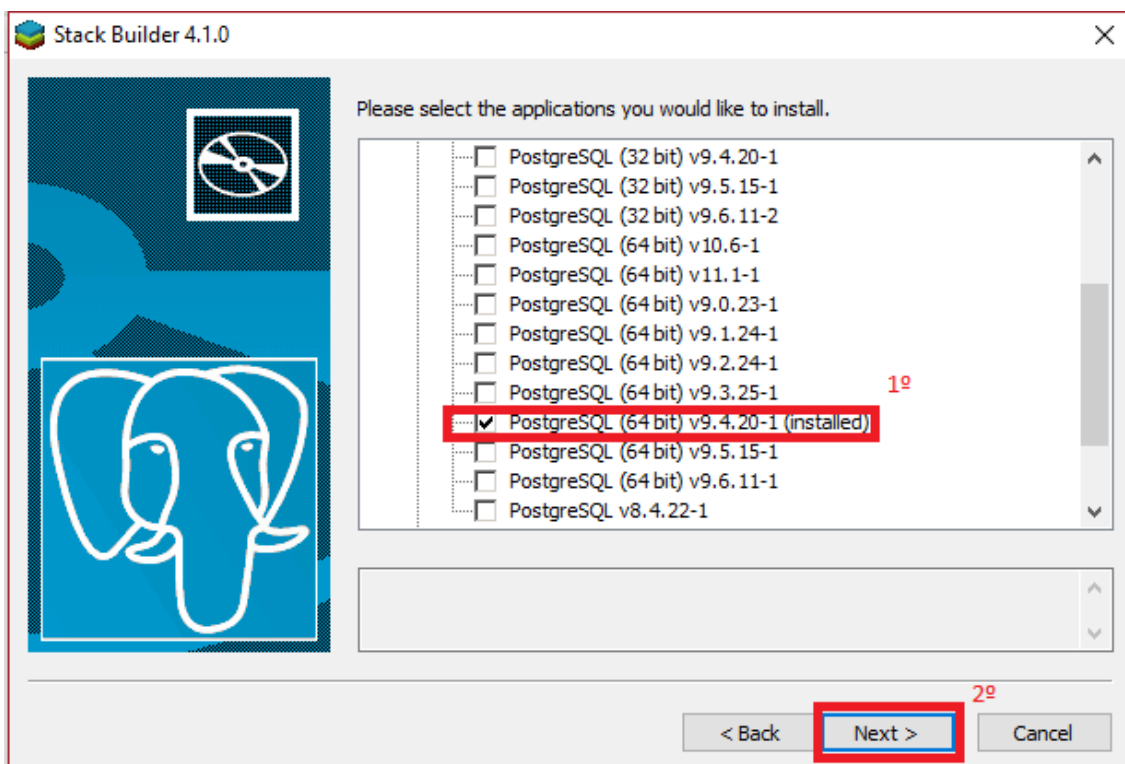 Stack Builder 4.1.0
Please select the applications you would like to install.
PostgreSQL (32 bit) v9.4.20-1
PostgreSQL (32 bit) v9.5.15-1
PostgreSQL (32 bit) v9.6.11-2
PostgreSQL (64 bit) v10.6-1
PostgreSQL (64 bit) v11.1-1
PostgreSQL (64 bit) v9.0.23-1
PostgreSQL (64 bit) v9.1.24-1
PostgreSQL (64 bit) v9.2.24-1
PostgreSQL (64 bit) v9.3.25-1
1º
PostgreSQL (64 bit) v9.4.20-1 (installed)
PostgreSQL (64 bit) v9.5.15-1
PostgreSQL (64 bit) v9.6.11-1
PostgreSQL v8.4.22-1
2º
< Back Next > Cancel